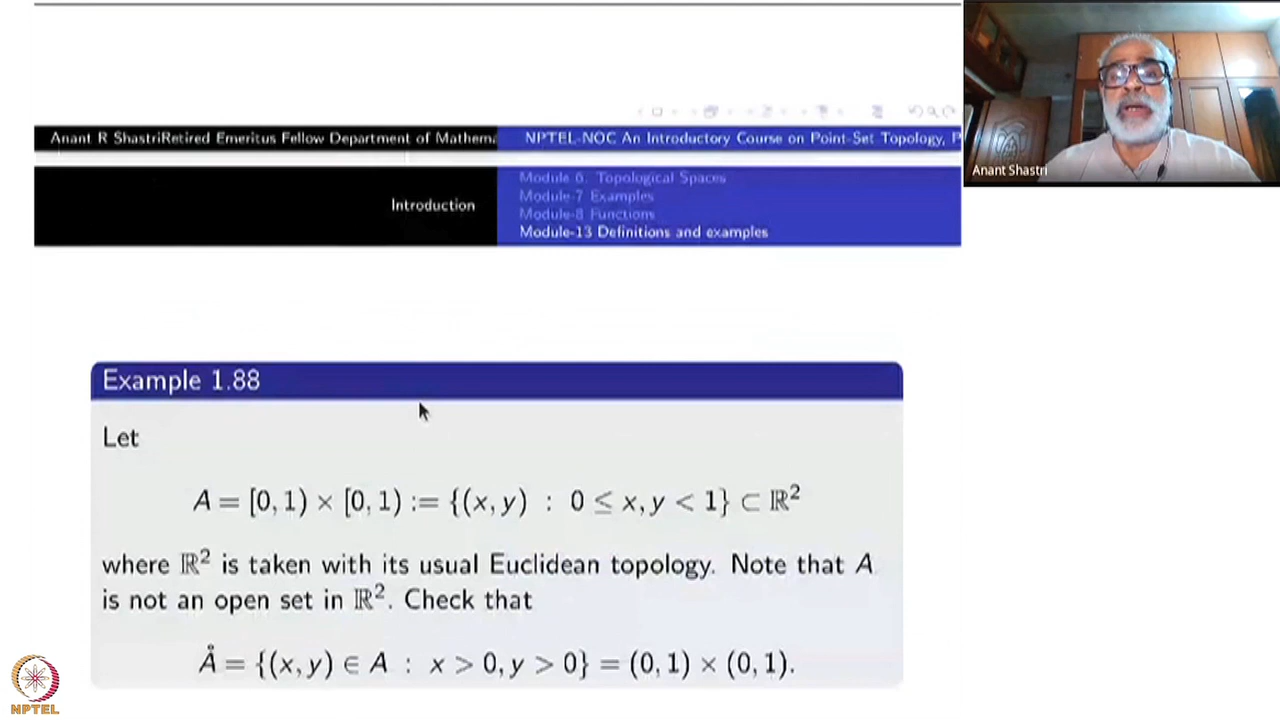 Anant R ShastriRetired Emeritus Fellow Department of Mathema
NPTEL-NOC An Introductory Course on Point-Set Topology, P
Introduction
Module 6. Topological Spaces
Module-7 Examples
Module-8 Functions
Module-13 Definitions and examples
Anant Shastri
Example 1.88
Let
A = [0, 1) × [0, 1) := {(x, y) : 0 ≤ x, y < 1} ⊂ ℝ²
where ℝ² is taken with its usual Euclidean topology. Note that A
is not an open set in ℝ². Check that
Å = {(x, y) ∈ A : x > 0, y > 0} = (0, 1) × (0, 1).
NPTEL